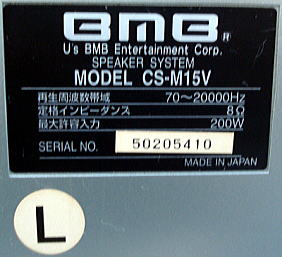 BMB®
U's BMB Entertainment Corp.
SPEAKER SYSTEM
MODEL CS-M15V
再生周波数帯域 70~20000Hz
定格インピーダンス 8Ω
最大許容入力 200W
SERIAL NO. 50205410
MADE IN JAPAN
L